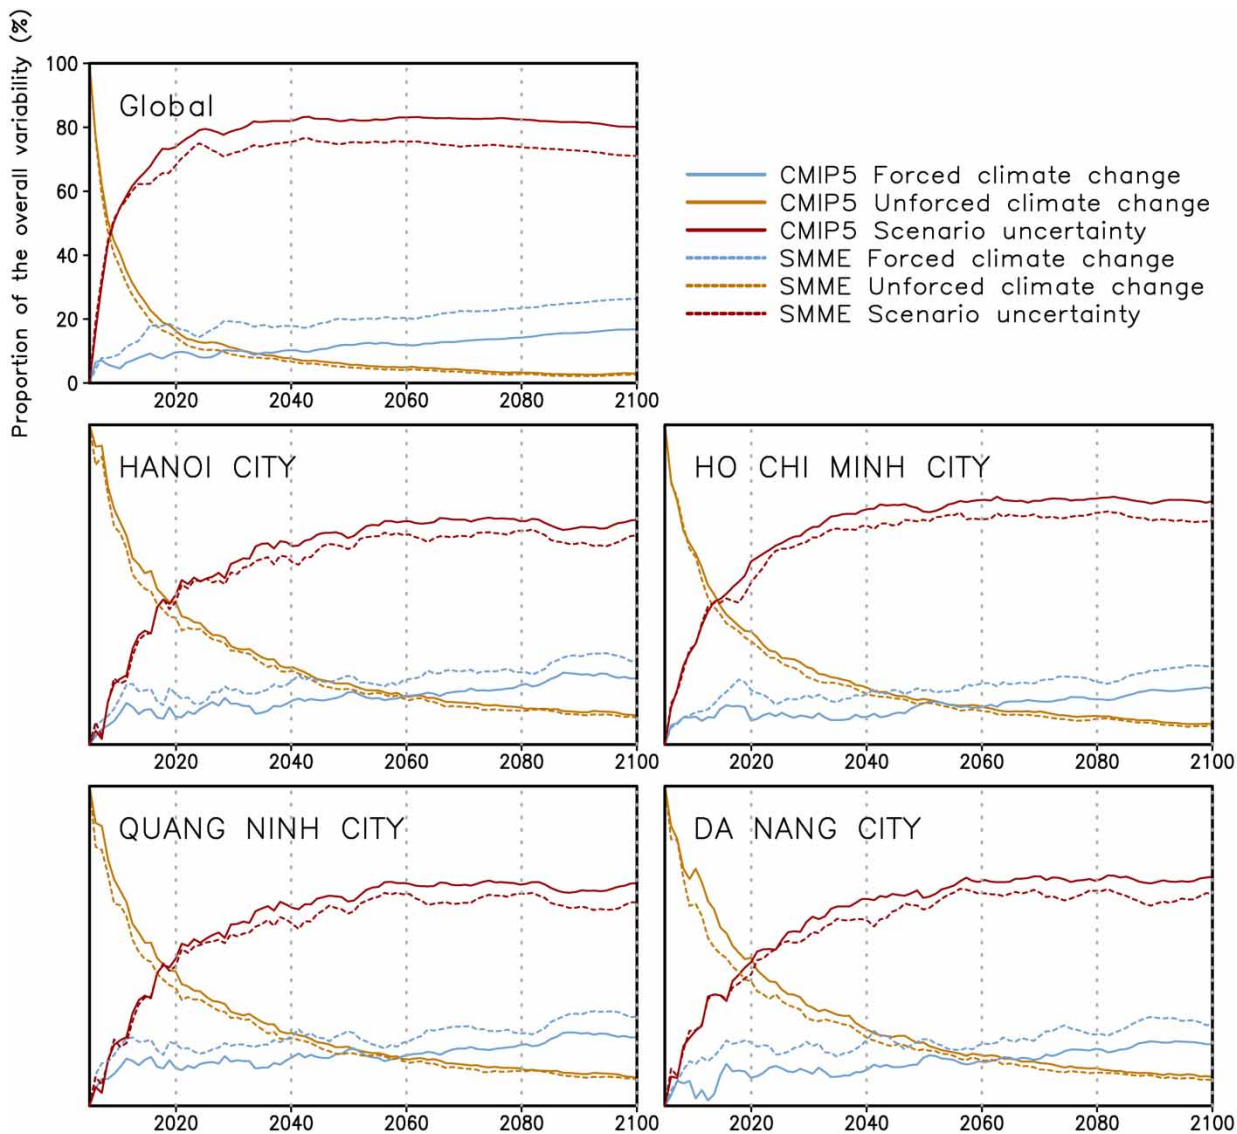 Proportion of the overall variability (%)
100
80
60
40
20
0
Global
2020 2040 2060 2080 2100
CMIP5 Forced climate change
CMIP5 Unforced climate change
CMIP5 Scenario uncertainty
SMME Forced climate change
SMME Unforced climate change
SMME Scenario uncertainty
HANOI CITY
2020 2040 2060 2080 2100
HO CHI MINH CITY
2020 2040 2060 2080 2100
QUANG NINH CITY
2020 2040 2060 2080 2100
DA NANG CITY
2020 2040 2060 2080 2100